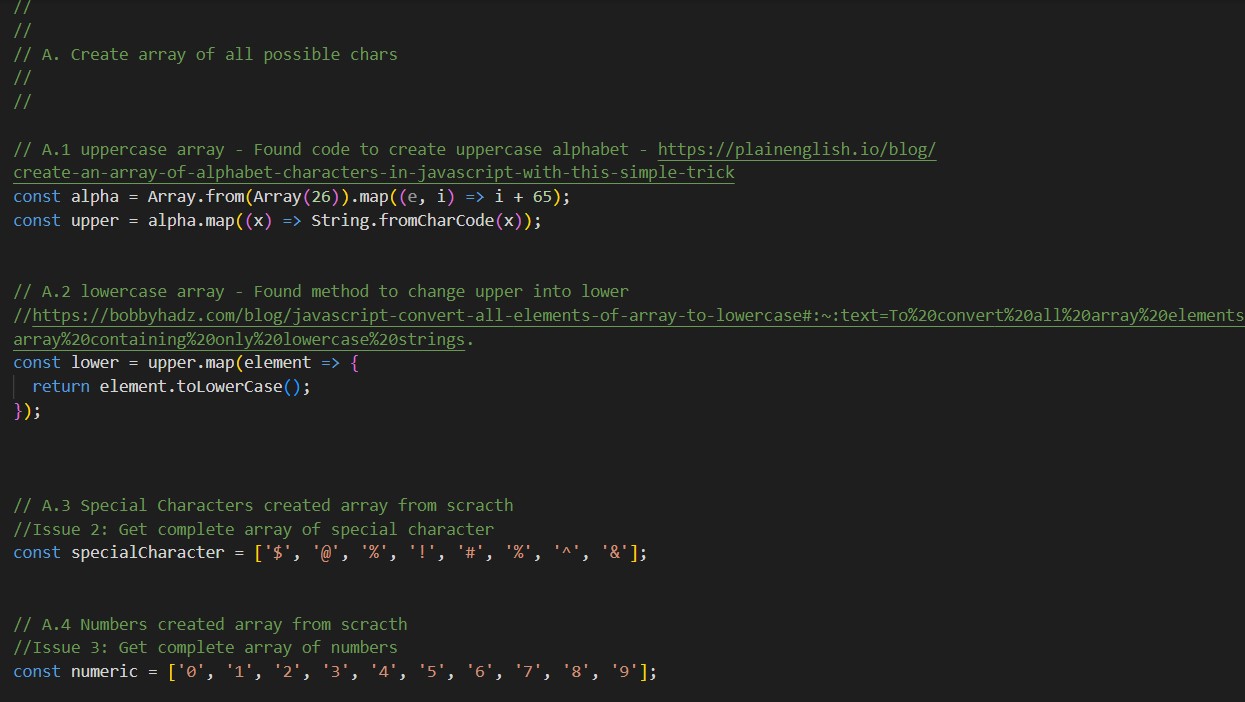 //
//
// A. Create array of all possible chars
//
//
// A.1 uppercase array - Found code to create uppercase alphabet - https://plainenglish.io/blog/
create-an-array-of-alphabet-characters-in-javascript-with-this-simple-trick
const alpha = Array.from(Array(26)).map((e, i) => i + 65);
const upper = alpha.map((x) => String.fromCharCode(x));
// A.2 lowercase array - Found method to change upper into lower
//https://bobbyhadz.com/blog/javascript-convert-all-elements-of-array-to-lowercase#:~:text=To%20convert%20all%20array%20elements
array%20containing%20only%20lowercase%20strings.
const lower = upper.map(element => {
return element.toLowerCase();
});
// A.3 Special Characters created array from scracth
//Issue 2: Get complete array of special character
const specialCharacter = ['$', '@', '%', '!', '#', '%', '^', '&'];
// A.4 Numbers created array from scracth
//Issue 3: Get complete array of numbers
const numeric = ['0', '1', '2', '3', '4', '5', '6', '7', '8', '9'];